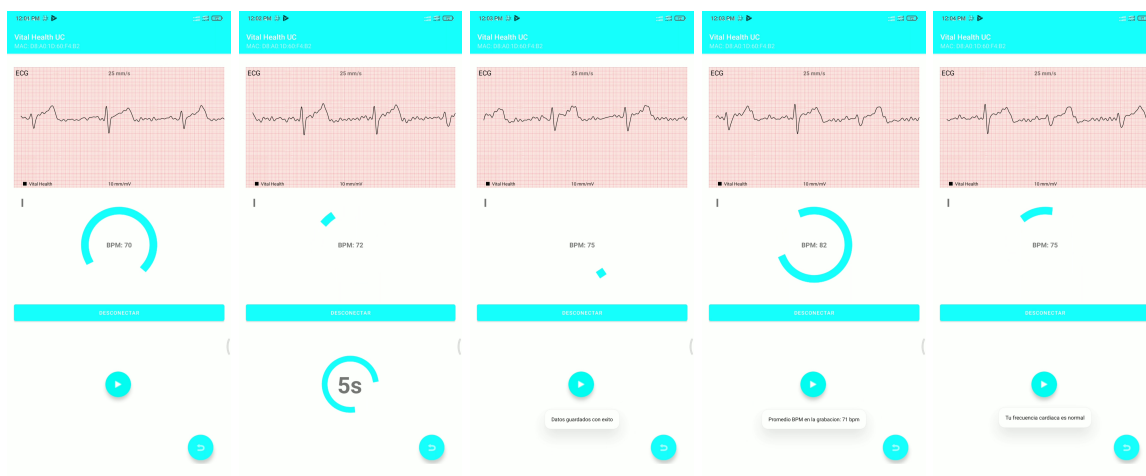 12:01 PM
Vital Health UC
ECG
25 mm/s
Vital Health
10 mm/mV
I
BPM: 70
DESCONECTAR
12:03 PM
Vital Health UC
ECG
25 mm/s
Vital Health
10 mm/mV
I
BPM: 72
DESCONECTAR
5s
12:03 PM
Vital Health UC
ECG
25 mm/s
Vital Health
10 mm/mV
I
BPM: 75
DESCONECTAR
Datos guardados con exito
12:03 PM
Vital Health UC
ECG
25 mm/s
Vital Health
10 mm/mV
I
BPM: 82
DESCONECTAR
Promedio BPM en la grabacion: 71 bpm
12:04 PM
Vital Health UC
ECG
25 mm/s
Vital Health
10 mm/mV
I
BPM: 75
DESCONECTAR
Tu frecuencia cardiaca es normal